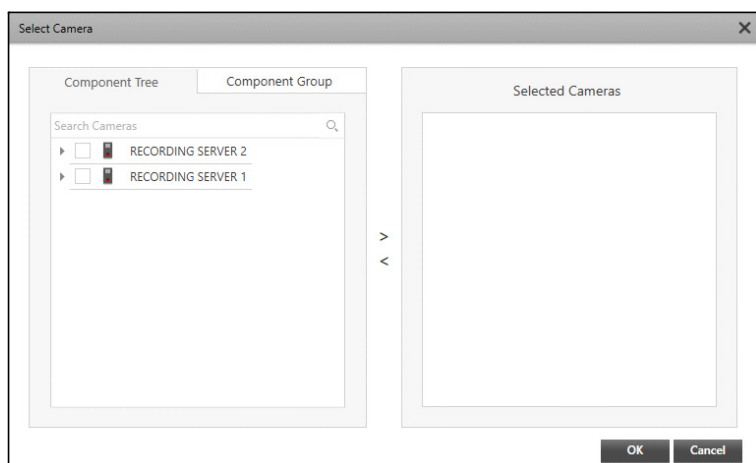 Select Camera
Component Tree
Component Group
Search Cameras
RECORDING SERVER 2
RECORDING SERVER 1
>
<
Selected Cameras
OK
Cancel